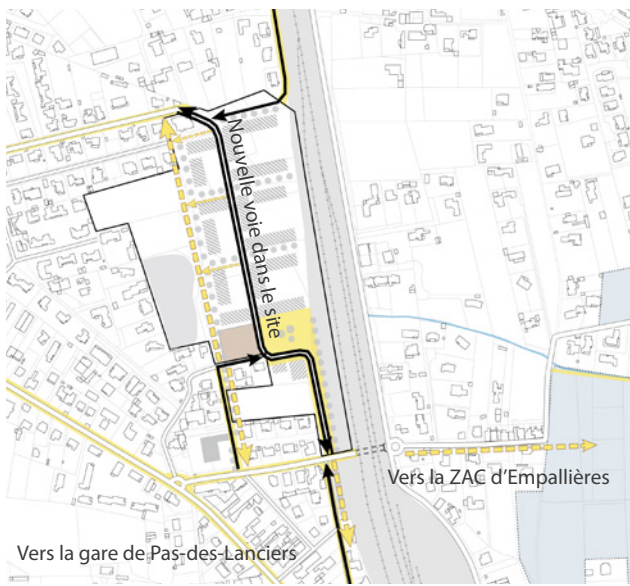 Nouvelle voie dans le site
Vers la ZAC d'Empallières
Vers la gare de Pas-des-Lanciers